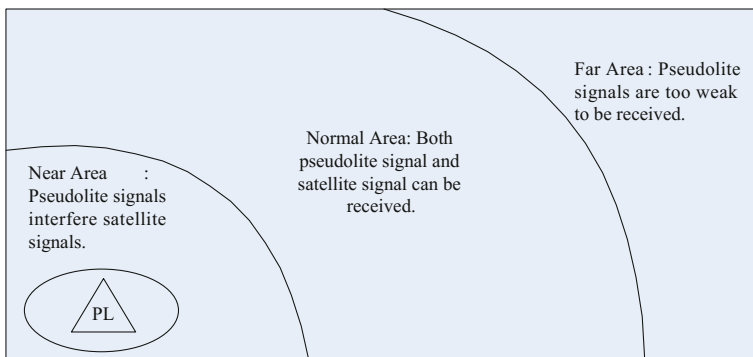 Near Area :
Pseudolite signals
interfere satellite
signals.
PL
Normal Area: Both
pseudolite signal and
satellite signal can be
received.
Far Area : Pseudolite
signals are too weak
to be received.